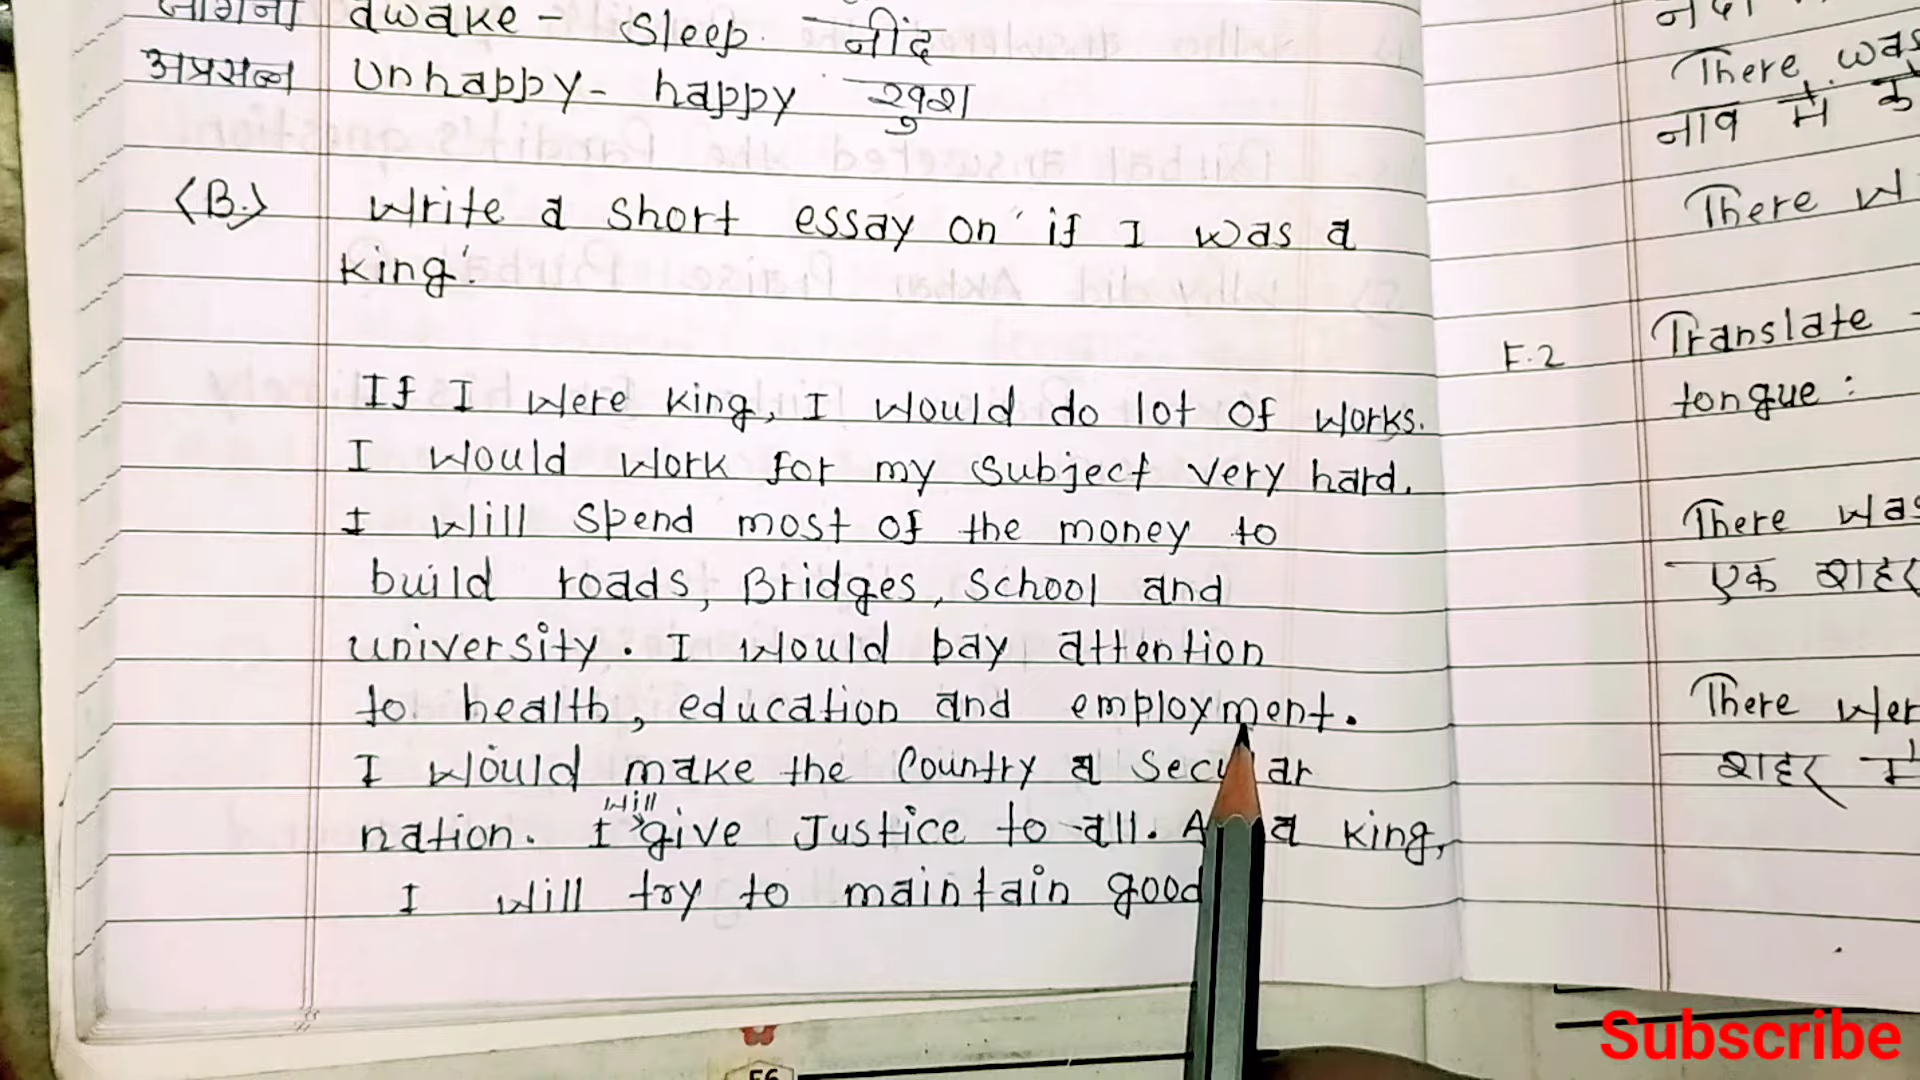 जागना awake - Sleep. नींद
अप्रसन्न Unhappy - happy खुश
(B.) Write a short essay on 'if I was a
king'.
If I were king, I would do lot of works.
I would work for my subject very hard.
I will spend most of the money to
build roads, Bridges, School and
university. I would pay attention
to health, education and employment.
I would make the Country a Secular
nation. I will give Justice to all. A a king,
I will try to maintain good
There was
नाव में
There w
F.2 Translate
tongue :
There was
एक शहर
There wer
शहर में
Subscribe
56